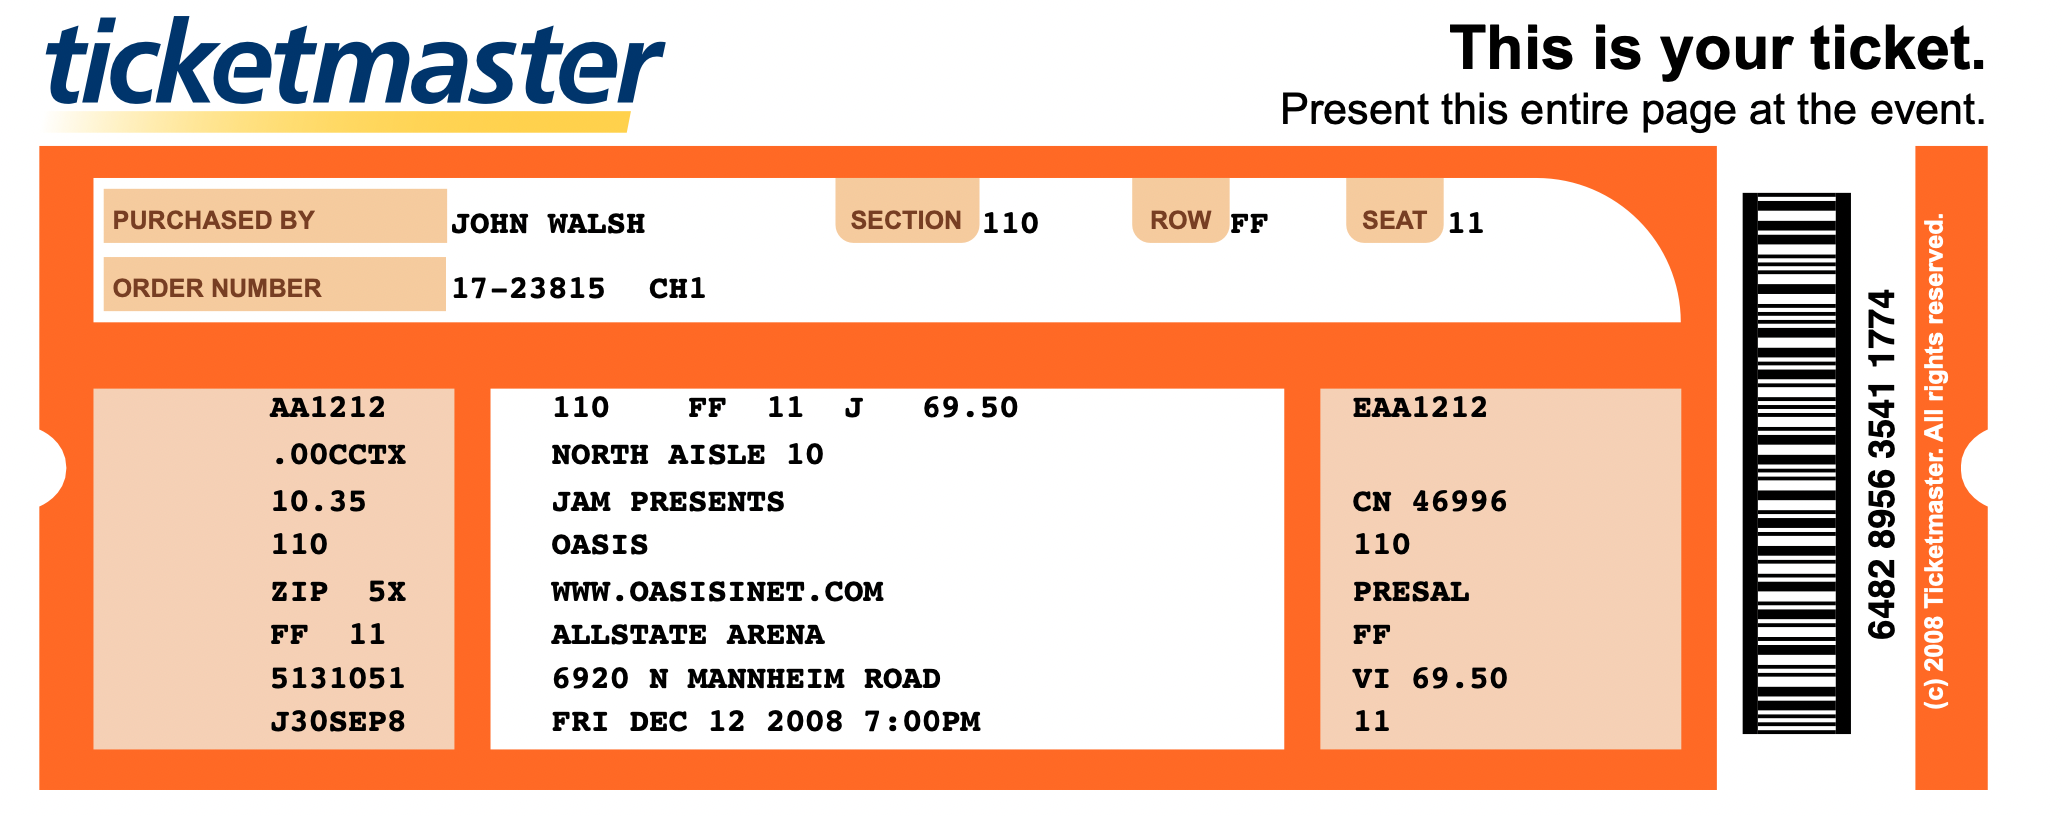 ticketmaster
This is your ticket.
Present this entire page at the event.
PURCHASED BY JOHN WALSH SECTION 110 ROW FF SEAT 11
ORDER NUMBER 17-23815 CH1
AA1212
.00CCTX
10.35
110
ZIP 5X
FF 11
5131051
J30SEP8
110 FF 11 J 69.50
NORTH AISLE 10
JAM PRESENTS
OASIS
WWW.OASISINET.COM
ALLSTATE ARENA
6920 N MANNHEIM ROAD
FRI DEC 12 2008 7:00PM
EAA1212
CN 46996
110
PRESAL
FF
VI 69.50
11
6482 8956 3541 1774
(c) 2008 Ticketmaster. All rights reserved.